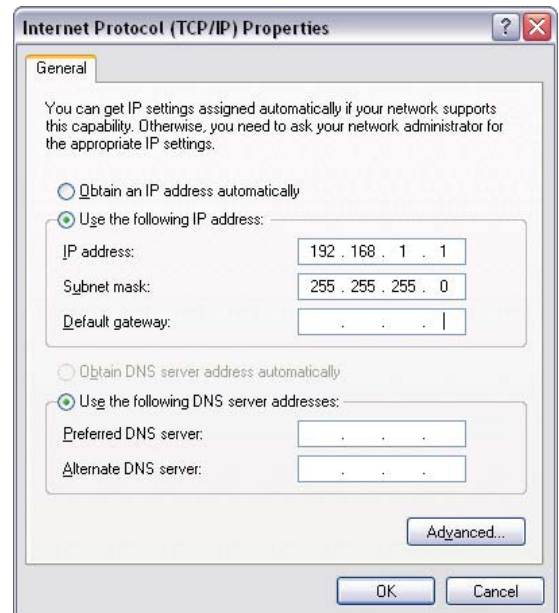 Internet Protocol (TCP/IP) Properties
General
You can get IP settings assigned automatically if your network supports
this capability. Otherwise, you need to ask your network administrator for
the appropriate IP settings.
Obtain an IP address automatically
Use the following IP address:
IP address: 192 . 168 . 1 . 1
Subnet mask: 255 . 255 . 255 . 0
Default gateway: . . .
Obtain DNS server address automatically
Use the following DNS server addresses:
Preferred DNS server: . . .
Alternate DNS server: . . .
Advanced...
OK Cancel